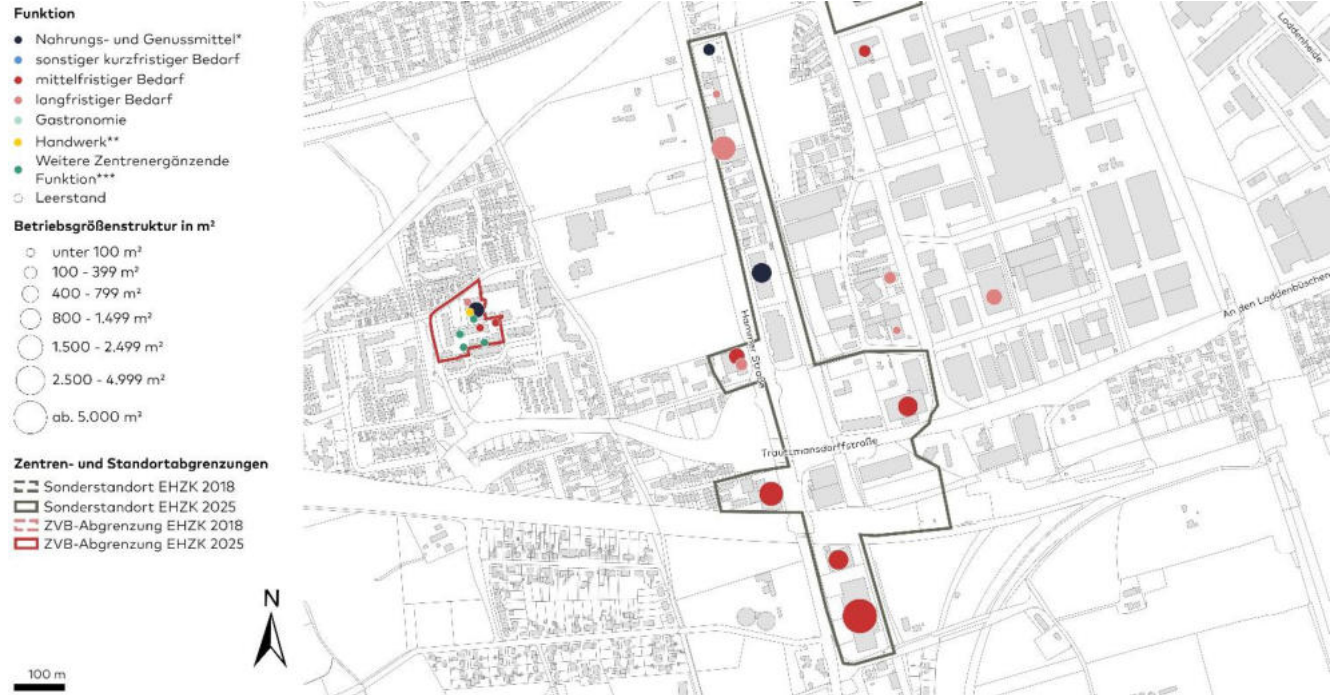 Funktion
Nahrungs- und Genussmittel*
sonstiger kurzfristiger Bedarf
mittelfristiger Bedarf
langfristiger Bedarf
Gastronomie
Handwerk**
Weitere Zentrenergänzende
Funktion***
Leerstand
Betriebsgrößenstruktur in m²
unter 100 m²
100 - 399 m²
400 - 799 m²
800 - 1.499 m²
1.500 - 2.499 m²
2.500 - 4.999 m²
ab. 5.000 m²
Zentren- und Standortabgrenzungen
Sonderstandort EHZK 2018
Sonderstandort EHZK 2025
ZVB-Abgrenzung EHZK 2018
ZVB-Abgrenzung EHZK 2025
N
100 m
Loddenheide
An den Loddenbüschen
Hammer Straße
Trauttmansdorffstraße